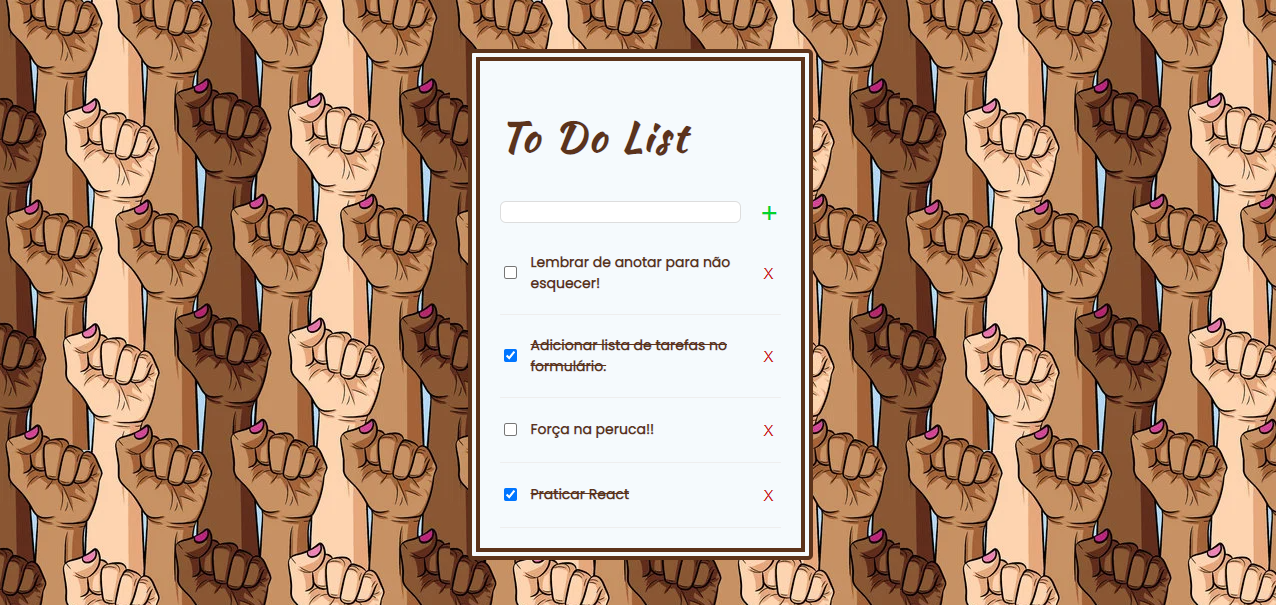 To Do List
+
Lembrar de anotar para não
esquecer!
X
Adicionar lista de tarefas no
formulário.
X
Força na peruca!!
X
Praticar React
X